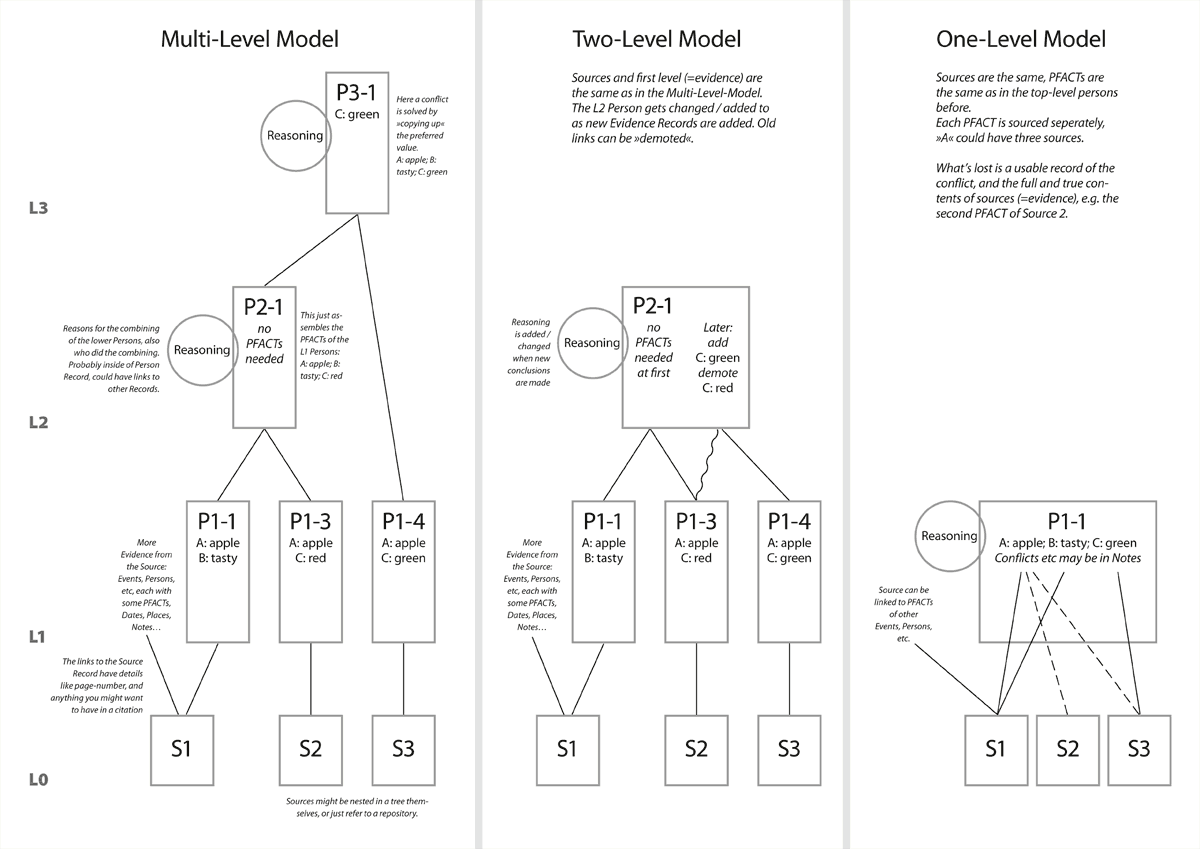 Multi-Level Model
P3-1
C: green
Reasoning
Here a conflict
is solved by
»copying up«
the preferred
value.
A: apple; B:
tasty; C: green
L3
P2-1
no
PFACTs
needed
Reasoning
Reasons for the combining
of the lower Persons, also
who did the combining.
Probably inside of Person
Record, could have links to
other Records.
This just as-
sembles the
PFACTs of the
L1 Persons:
A: apple; B:
tasty; C: red
L2
P1-1
A: apple
B: tasty
P1-3
A: apple
C: red
P1-4
A: apple
C: green
More
Evidence from
the Source:
Events, Persons,
etc, each with
some PFACTs,
Dates, Places,
Notes…
L1
The links to the Source
Record have details
like page-number, and
anything you might want
to have in a citation
S1
S2
S3
L0
Sources might be nested in a tree them-
selves, or just refer to a repository.
Two-Level Model
Sources and first level (=evidence) are
the same as in the Multi-Level-Model.
The L2 Person gets changed / added to
as new Evidence Records are added. Old
links can be »demoted«.
Reasoning
is added /
changed
when new
conclusions
are made
Reasoning
P2-1
no
PFACTs
needed
at first
Later:
add
C: green
demote
C: red
P1-1
A: apple
B: tasty
P1-3
A: apple
C: red
P1-4
A: apple
C: green
More
Evidence from
the Source:
Events, Persons,
etc, each with
some PFACTs,
Dates, Places,
Notes…
S1
S2
S3
One-Level Model
Sources are the same, PFACTs are
the same as in the top-level persons
before.
Each PFACT is sourced seperately,
»A« could have three sources.
What's lost is a usable record of the
conflict, and the full and true con-
tents of sources (=evidence), e.g. the
second PFACT of Source 2.
Reasoning
P1-1
A: apple; B: tasty; C: green
Conflicts etc may be in Notes
Source can be
linked to PFACTs
of other
Events, Persons,
etc.
S1
S2
S3